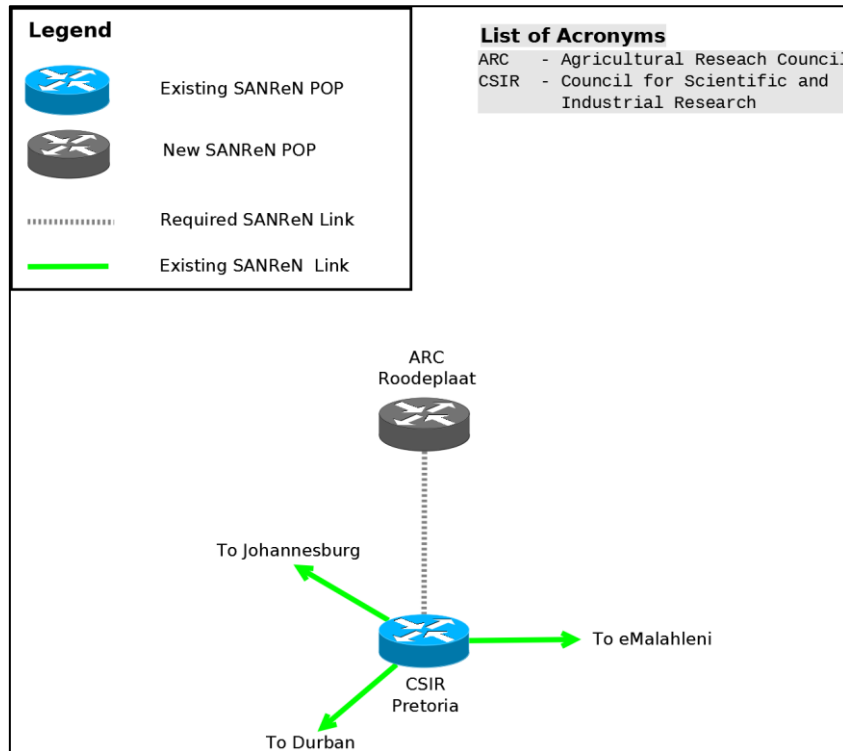 Legend
Existing SANReN POP
New SANReN POP
Required SANReN Link
Existing SANReN Link
List of Acronyms
ARC - Agricultural Reseach Council
CSIR - Council for Scientific and
Industrial Research
ARC
Roodeplaat
To Johannesburg
To eMalahleni
CSIR
Pretoria
To Durban